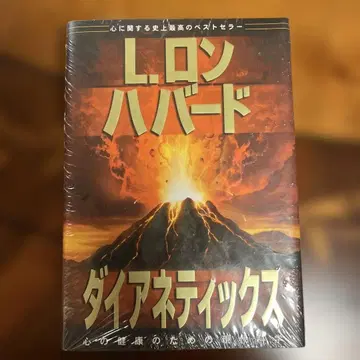 心に関する史上最高のベストセラー
L.ロン
ハバード
ダイアネティックス
心の健康のための